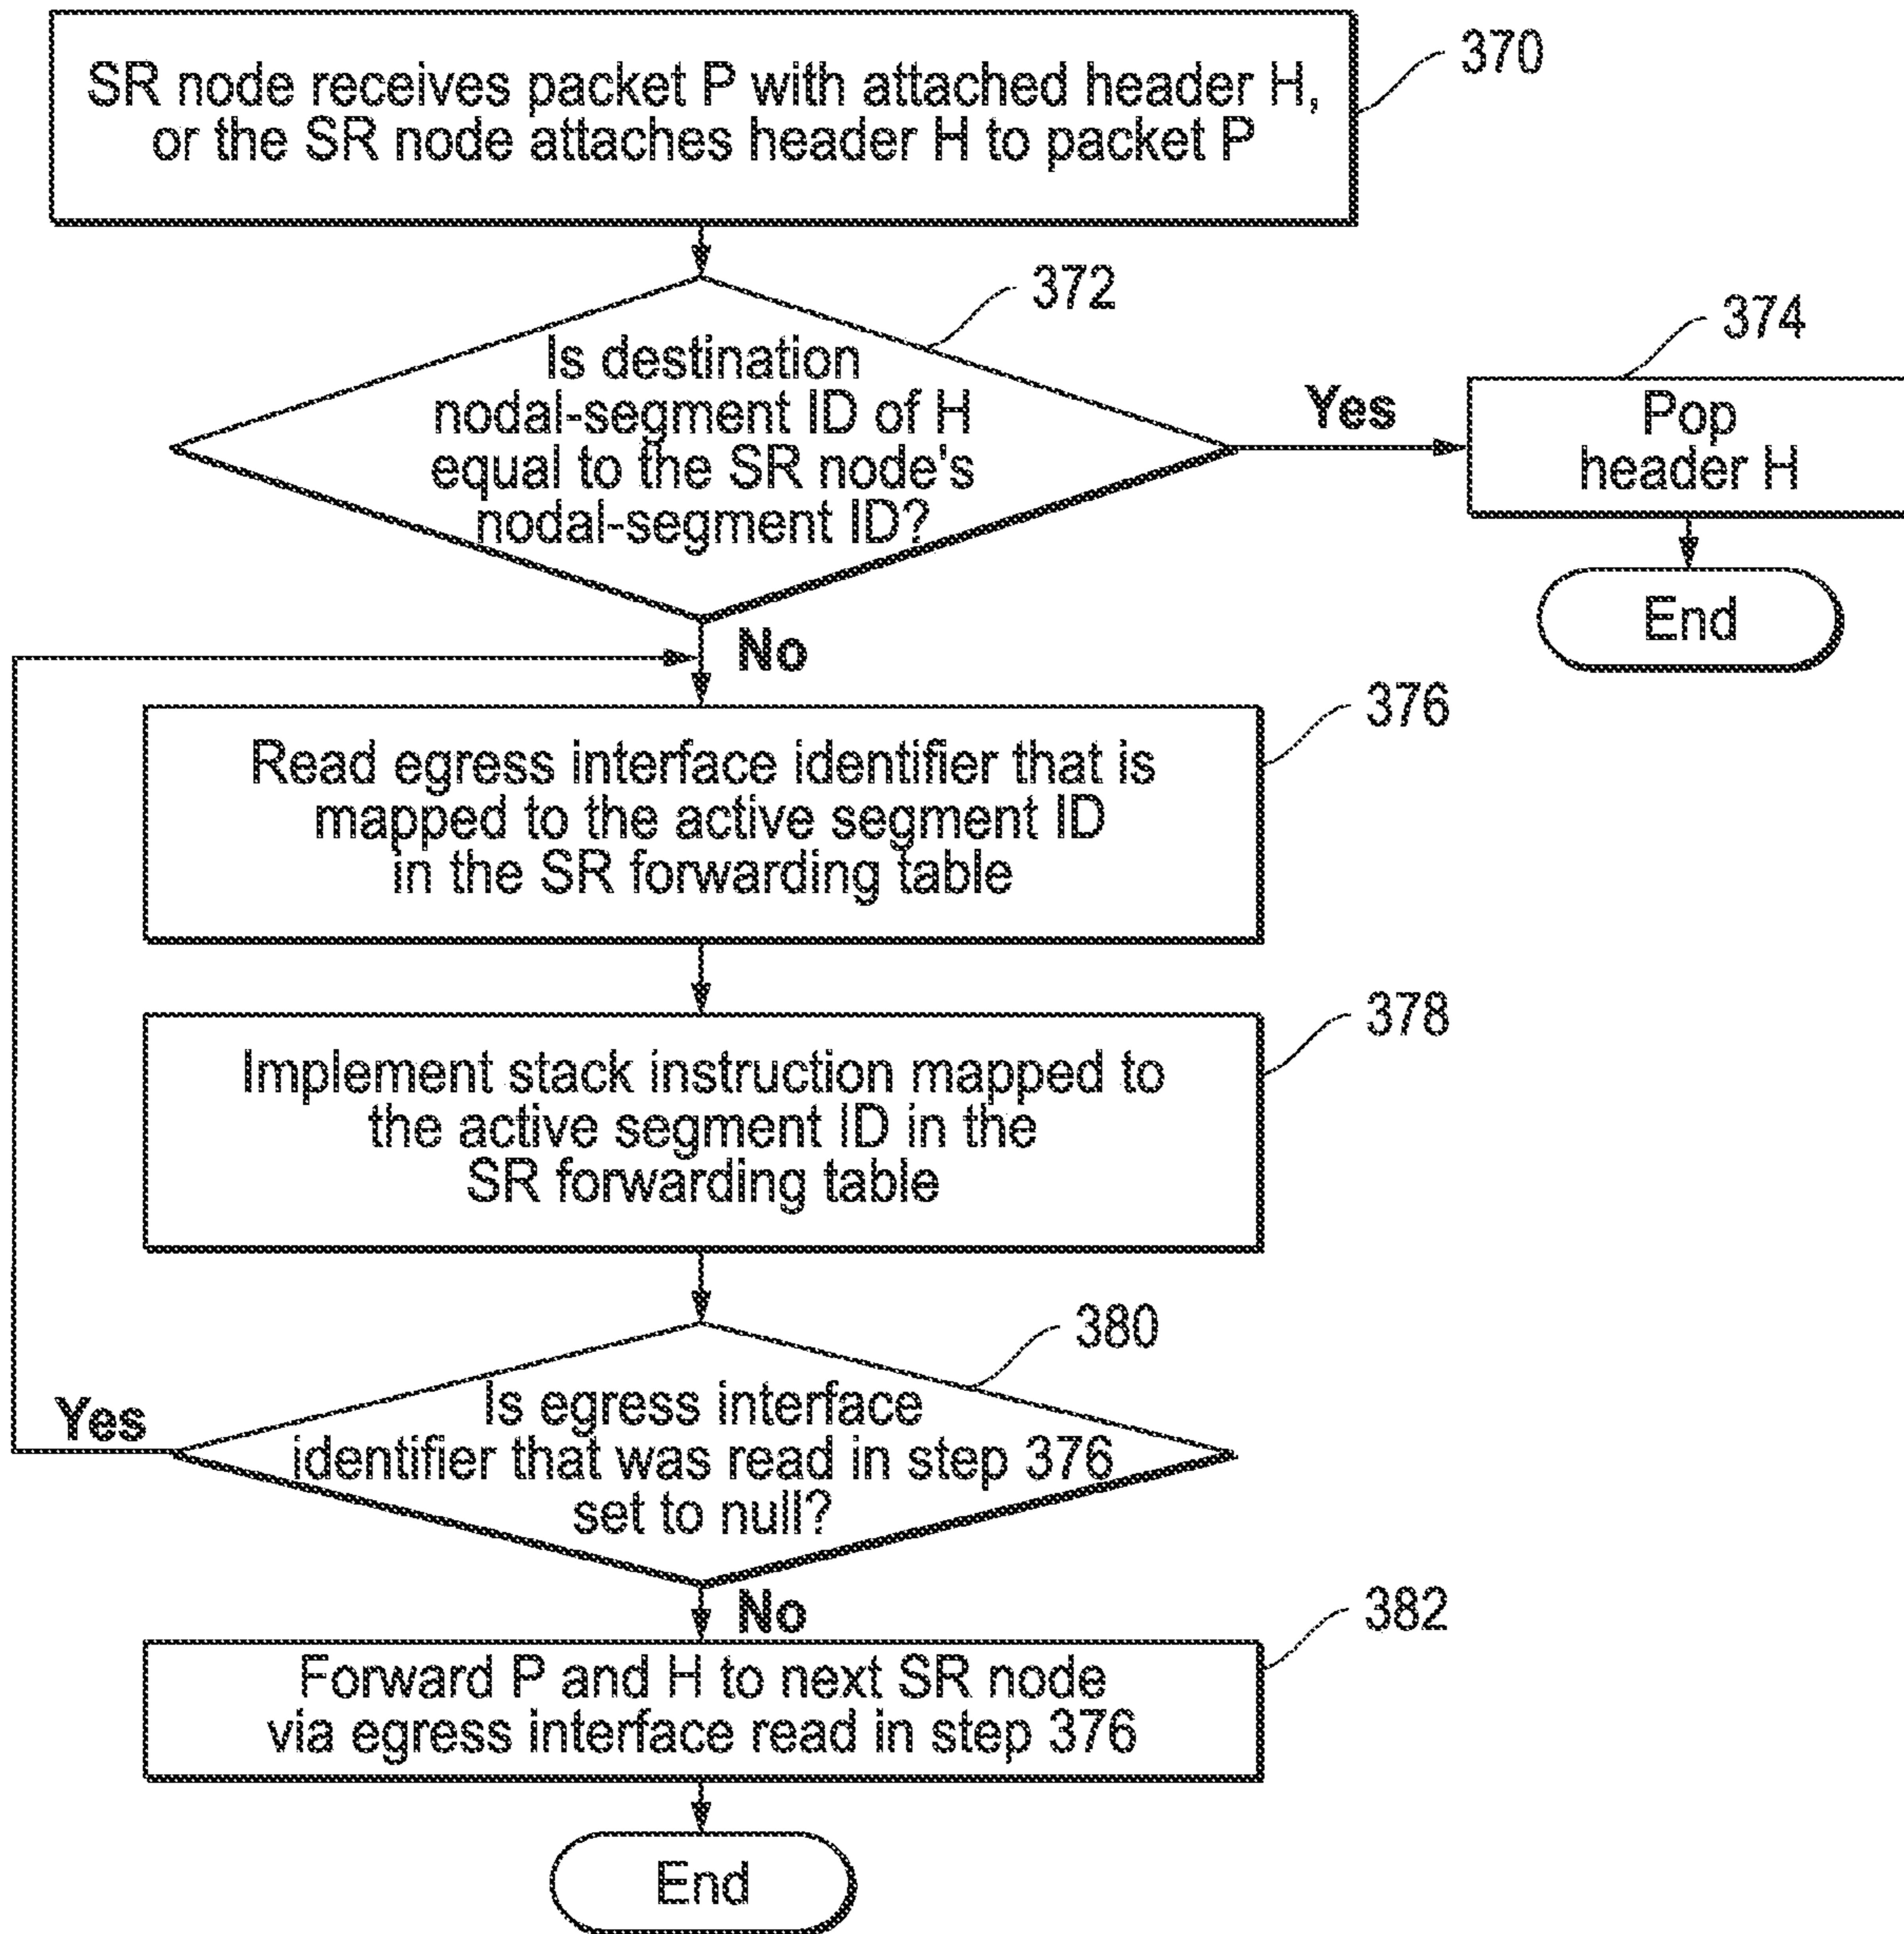 SR node receives packet P with attached header H,
or the SR node attaches header H to packet P
370
372
Is destination
nodal-segment ID of H
equal to the SR node's
nodal-segment ID?
Yes
374
Pop
header H
End
No
376
Read egress interface identifier that is
mapped to the active segment ID
in the SR forwarding table
378
Implement stack instruction mapped to
the active segment ID in the
SR forwarding table
380
Is egress interface
identifier that was read in step 376
set to null?
Yes
No
382
Forward P and H to next SR node
via egress interface read in step 376
End